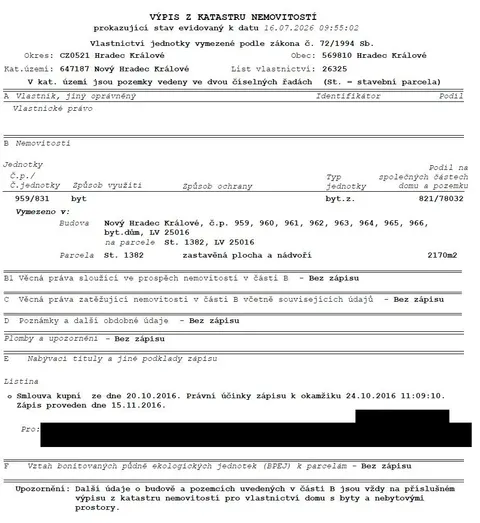 VÝPIS Z KATASTRU NEMOVITOSTÍ
prokazující stav evidovaný k datu 16.07.2026 09:55:02
Vlastnictví jednotky vymezené podle zákona č. 72/1994 Sb.
Okres: CZ0521 Hradec Králové Obec: 569810 Hradec Králové
Kat.území: 647187 Nový Hradec Králové List vlastnictví: 26325
V kat. území jsou pozemky vedeny ve dvou číselných řadách (St. = stavební parcela)
A Vlastník, jiný oprávněný Identifikátor Podíl
Vlastnické právo
B Nemovitosti
Jednotky
Č.p./ Typ Podíl na
Č.jednotky Způsob využití Způsob ochrany jednotky společných částech
domu a pozemku
959/831 byt byt.z. 821/78032
Vymezeno v:
Budova Nový Hradec Králové, č.p. 959, 960, 961, 962, 963, 964, 965, 966,
byt.dům, LV 25016
na parcele St. 1382, LV 25016
Parcela St. 1382 zastavěná plocha a nádvoří 2170m2
B1 Věcná práva sloužící ve prospěch nemovitostí v části B - Bez zápisu
C Věcná práva zatěžující nemovitosti v části B včetně souvisejících údajů - Bez zápisu
D Poznámky a další obdobné údaje - Bez zápisu
Plomby a upozornění - Bez zápisu
E Nabývací tituly a jiné podklady zápisu
Listina
o Smlouva kupní ze dne 20.10.2016. Právní účinky zápisu k okamžiku 24.10.2016 11:09:10.
Zápis proveden dne 15.11.2016.
Pro:
F Vztah bonitovaných půdně ekologických jednotek (BPEJ) k parcelám - Bez zápisu
Upozornění: Další údaje o budově a pozemcích uvedených v části B jsou vždy na příslušném
výpisu z katastru nemovitostí pro vlastnictví domu s byty a nebytovými
prostory.